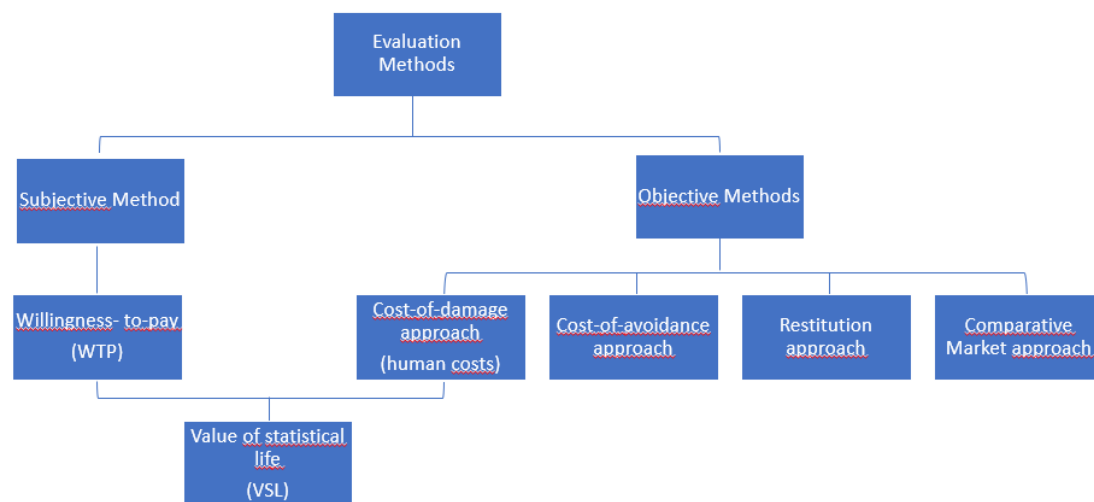 Evaluation
Methods
Subjective Method
Objective Methods
Willingness- to-pay
(WTP)
Cost-of-damage
approach
(human costs)
Cost-of-avoidance
approach
Restitution
approach
Comparative
Market approach
Value of statistical
life
(VSL)